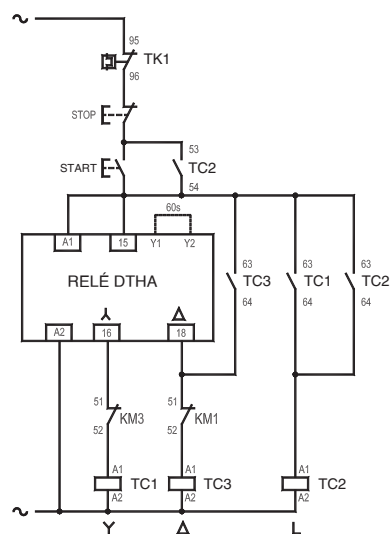 ~
95
TK1
96
STOP
53
START
TC2
54
60s
A1
15
Y1
Y2
63
63
63
RELÉ DTHA
TC3
TC1
TC2
64
64
64
A2
16
18
51
51
KM3
KM1
52
52
A1
A1
A1
TC1
TC3
TC2
A2
A2
A2
~
Y
Δ
L